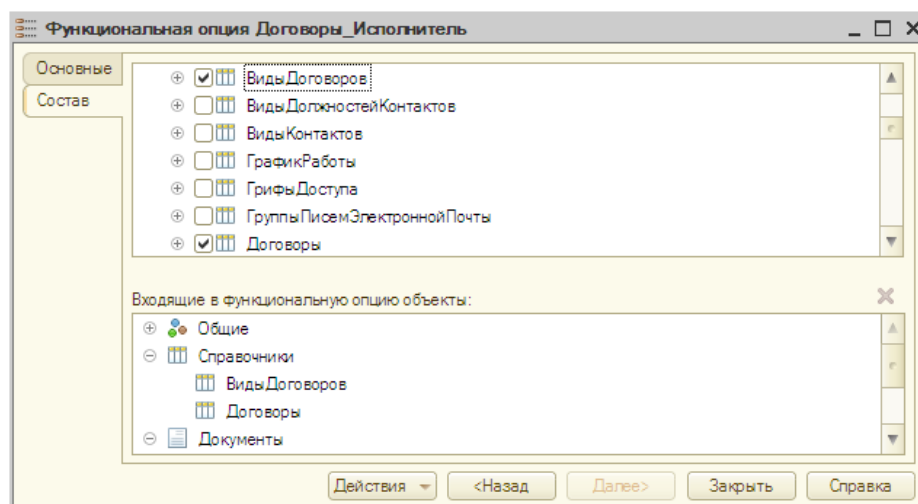 Функциональная опция Договоры_Исполнитель
Основные
Состав
ВидыДоговоров
ВидыДолжностейКонтактов
ВидыКонтактов
ГрафикРаботы
ГрифыДоступа
ГруппыПисемЭлектроннойПочты
Договоры
Входящие в функциональную опцию объекты:
Общие
Справочники
ВидыДоговоров
Договоры
Документы
Действия <Назад Далее> Закрыть Справка